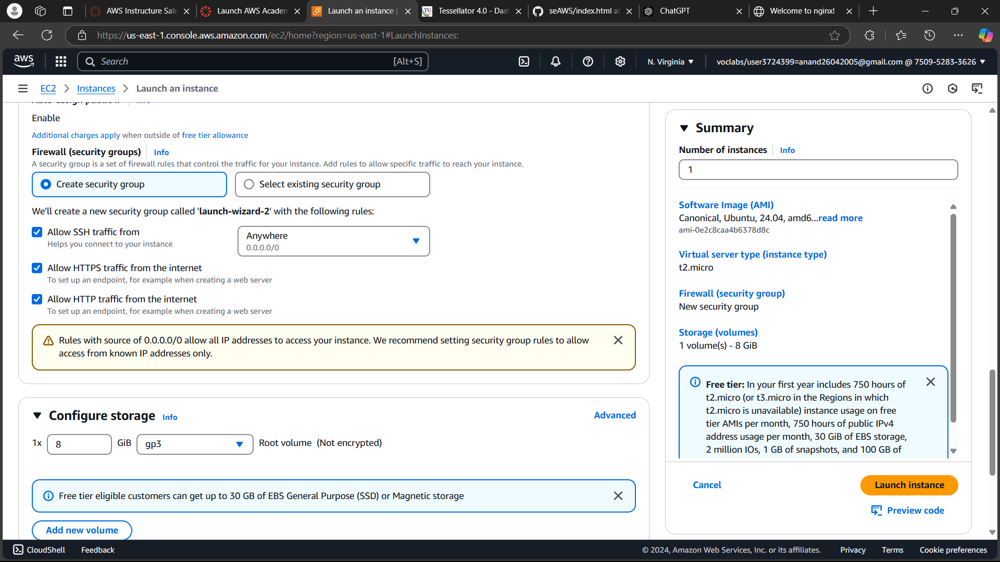 AWS Instructure Sale
Launch AWS Academ
Launch an instance |
Tessellator 4.0 - Dash
seAWS/index.html at
ChatGPT
Welcome to nginx!
https://us-east-1.console.aws.amazon.com/ec2/home?region=us-east-1#LaunchInstances:
aws
Search
[Alt+S]
N. Virginia
voclabs/user3724399=anand26042005@gmail.com @ 7509-5283-3626
EC2
Instances
Launch an instance
Enable
Additional charges apply when outside of free tier allowance
Firewall (security groups)
Info
A security group is a set of firewall rules that control the traffic for your instance. Add rules to allow specific traffic to reach your instance.
Create security group
Select existing security group
We'll create a new security group called 'launch-wizard-2' with the following rules:
Allow SSH traffic from
Helps you connect to your instance
Anywhere
0.0.0.0/0
Allow HTTPS traffic from the internet
To set up an endpoint, for example when creating a web server
Allow HTTP traffic from the internet
To set up an endpoint, for example when creating a web server
Rules with source of 0.0.0.0/0 allow all IP addresses to access your instance. We recommend setting security group rules to allow
access from known IP addresses only.
Configure storage
Info
Advanced
1x
8
GiB
gp3
Root volume (Not encrypted)
Free tier eligible customers can get up to 30 GB of EBS General Purpose (SSD) or Magnetic storage
Add new volume
Summary
Number of instances
Info
1
Software Image (AMI)
Canonical, Ubuntu, 24.04, amd6...read more
ami-0e2c8caa4b6378d8c
Virtual server type (instance type)
t2.micro
Firewall (security group)
New security group
Storage (volumes)
1 volume(s) - 8 GiB
Free tier: In your first year includes 750 hours of
t2.micro (or t3.micro in the Regions in which
t2.micro is unavailable) instance usage on free
tier AMIs per month, 750 hours of public IPv4
address usage per month, 30 GiB of EBS storage,
2 million IOs, 1 GB of snapshots, and 100 GB of
Cancel
Launch instance
Preview code
CloudShell
Feedback
© 2024, Amazon Web Services, Inc. or its affiliates.
Privacy
Terms
Cookie preferences